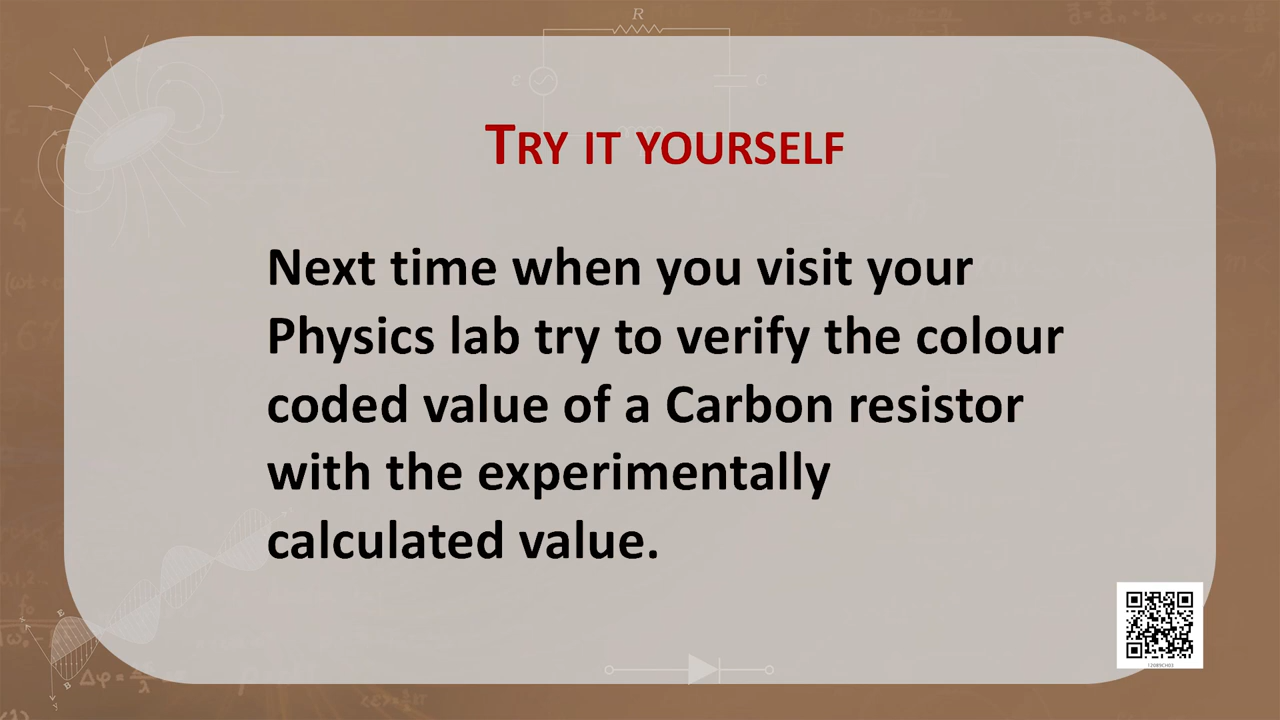 R
ε
C
TRY IT YOURSELF
Next time when you visit your
Physics lab try to verify the colour
coded value of a Carbon resistor
with the experimentally
calculated value.
12089CH03
E
B